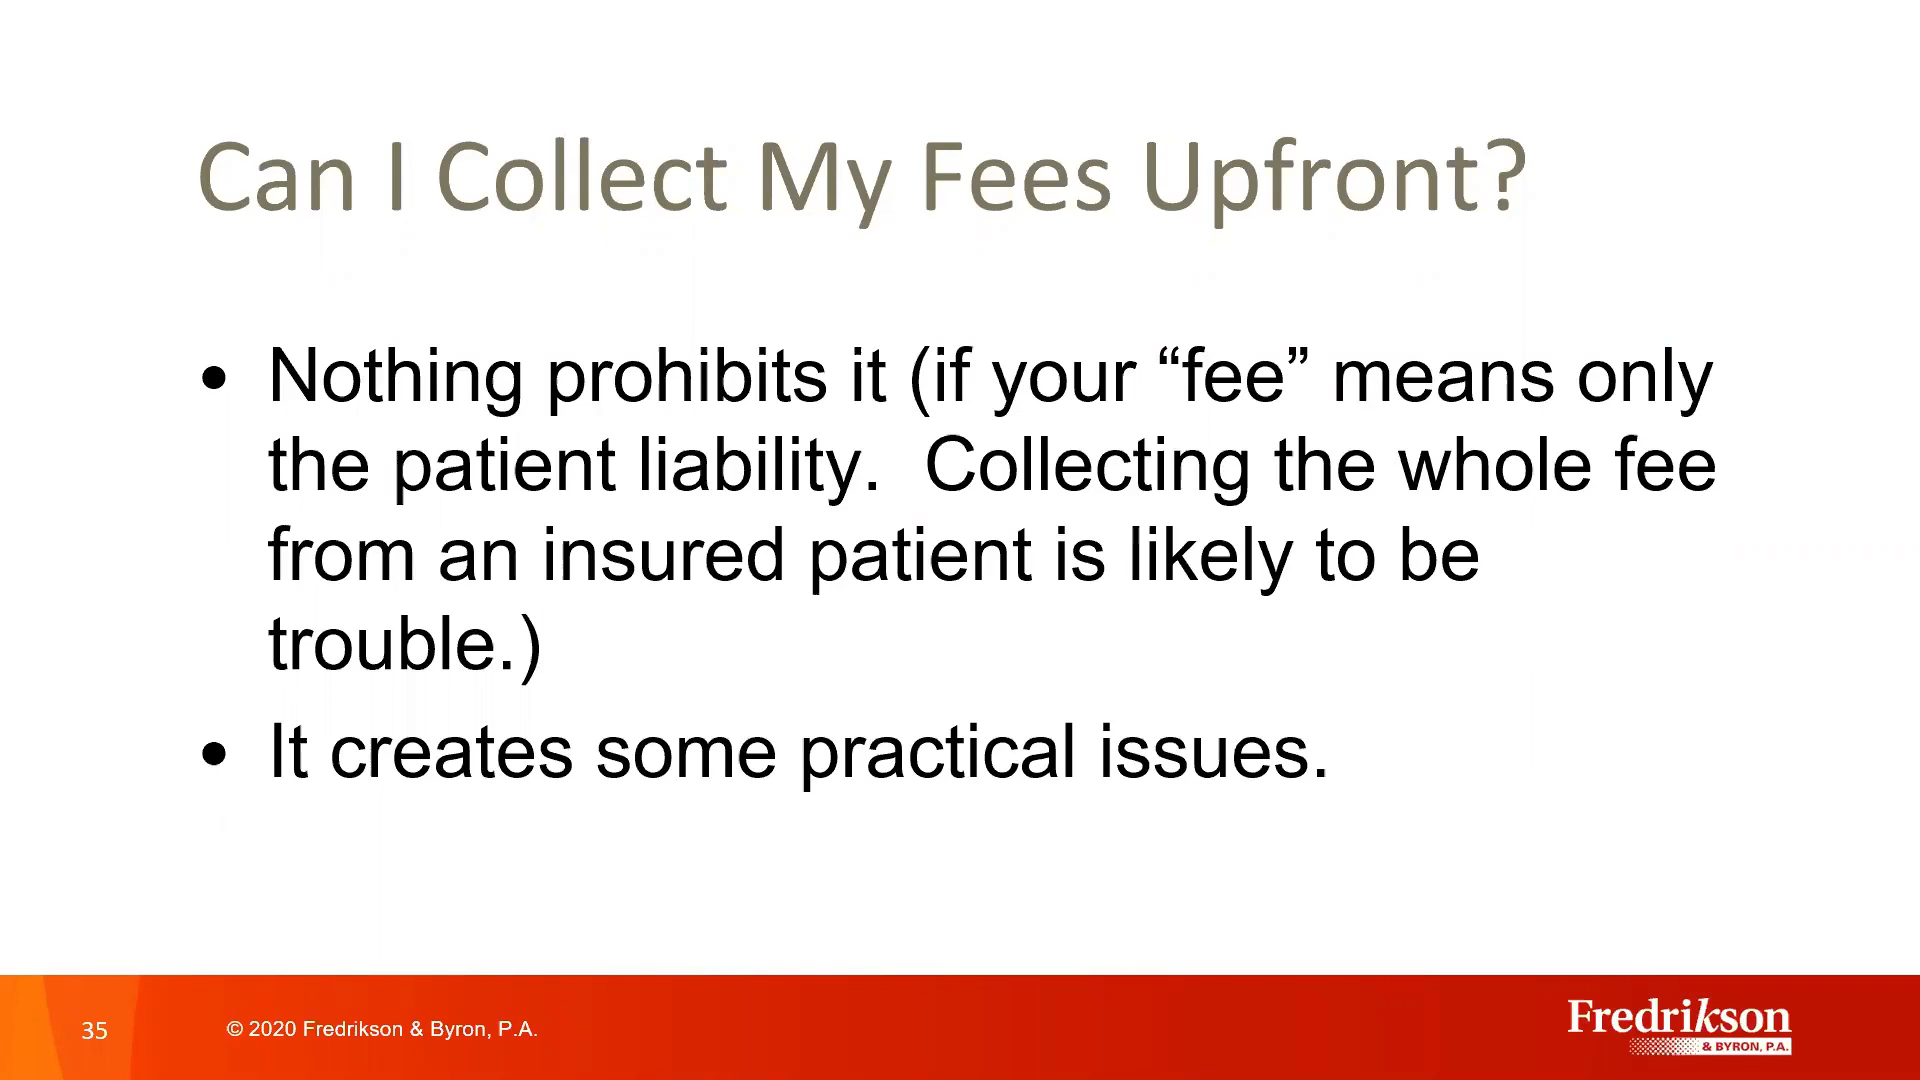 Can I Collect My Fees Upfront?
• Nothing prohibits it (if your “fee” means only
the patient liability.  Collecting the whole fee
from an insured patient is likely to be
trouble.)
• It creates some practical issues.
35
© 2020 Fredrikson & Byron, P.A.
Fredrikson
& BYRON, P.A.